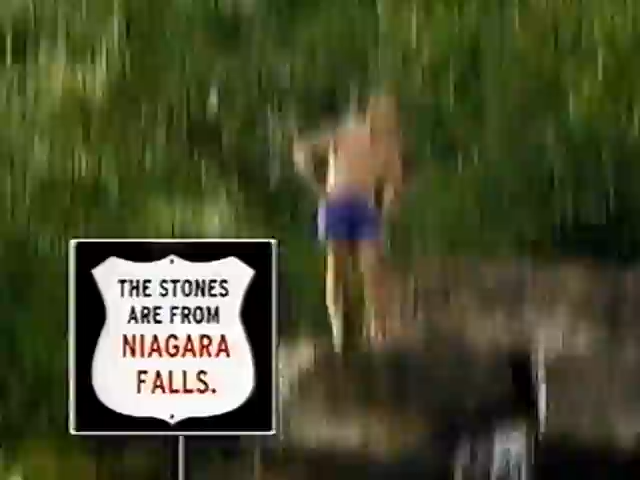 THE STONES
ARE FROM
NIAGARA
FALLS.